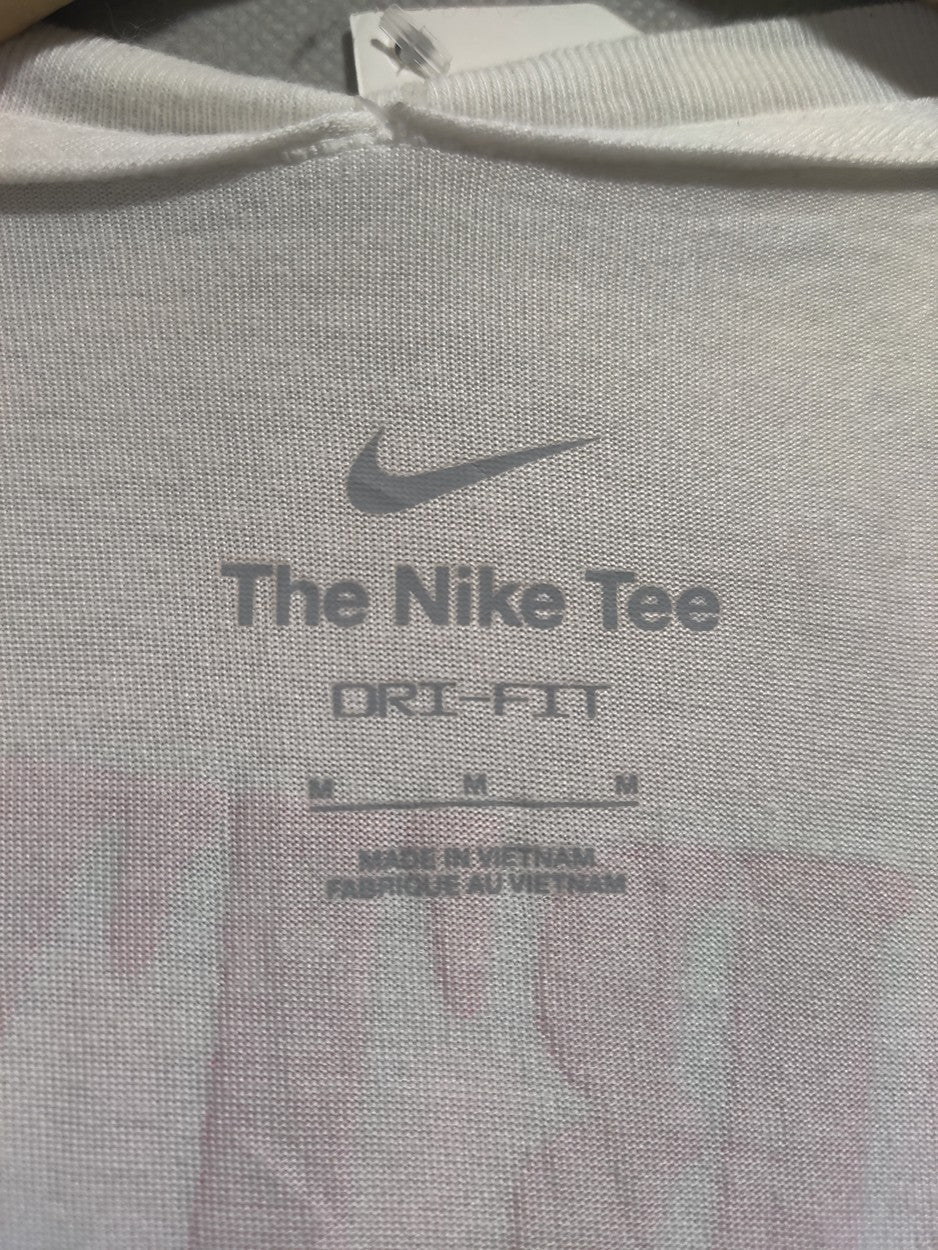 The Nike Tee
DRI-FIT
M M M
MADE IN VIETNAM
FABRIQUE AU VIETNAM